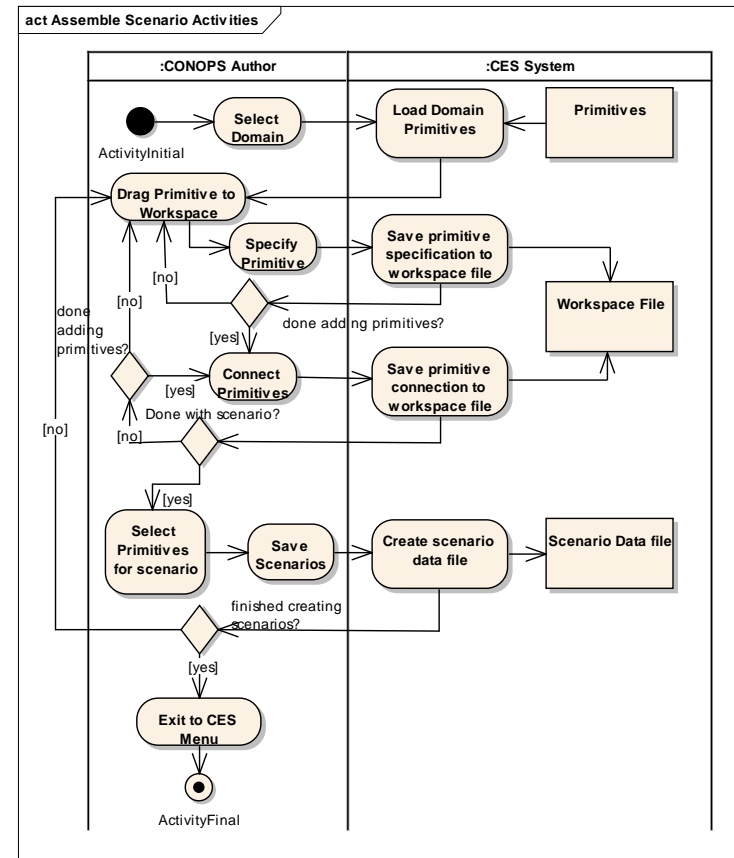 act Assemble Scenario Activities
:CONOPS Author
:CES System
ActivityInitial
Select
Domain
Load Domain
Primitives
Primitives
Drag Primitive to
Workspace
Specify
Primitive
Save primitive
specification to
workspace file
Workspace File
[no]
[no]
done
adding
primitives?
done adding primitives?
[yes]
Connect
Primitives
[yes]
Save primitive
connection to
workspace file
Done with scenario?
[no]
[no]
[yes]
Select
Primitives
for scenario
Save
Scenarios
Create scenario
data file
Scenario Data file
finished creating
scenarios?
[yes]
Exit to CES
Menu
ActivityFinal